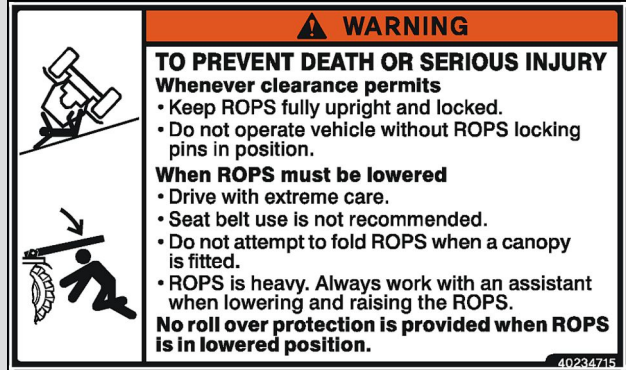 WARNING
TO PREVENT DEATH OR SERIOUS INJURY
Whenever clearance permits
• Keep ROPS fully upright and locked.
• Do not operate vehicle without ROPS locking
pins in position.
When ROPS must be lowered
• Drive with extreme care.
• Seat belt use is not recommended.
• Do not attempt to fold ROPS when a canopy
is fitted.
• ROPS is heavy. Always work with an assistant
when lowering and raising the ROPS.
No roll over protection is provided when ROPS
is in lowered position.
40234715